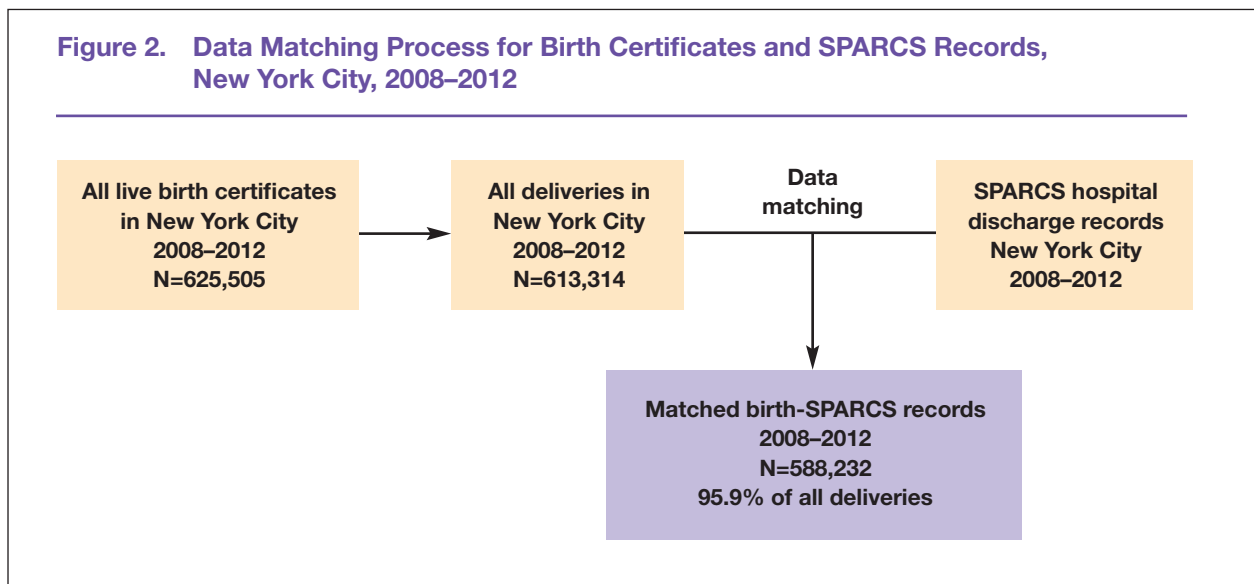 Figure 2. Data Matching Process for Birth Certificates and SPARCS Records,
New York City, 2008–2012
All live birth certificates
in New York City
2008–2012
N=625,505
All deliveries in
New York City
2008–2012
N=613,314
Data
matching
SPARCS hospital
discharge records
New York City
2008–2012
Matched birth-SPARCS records
2008–2012
N=588,232
95.9% of all deliveries